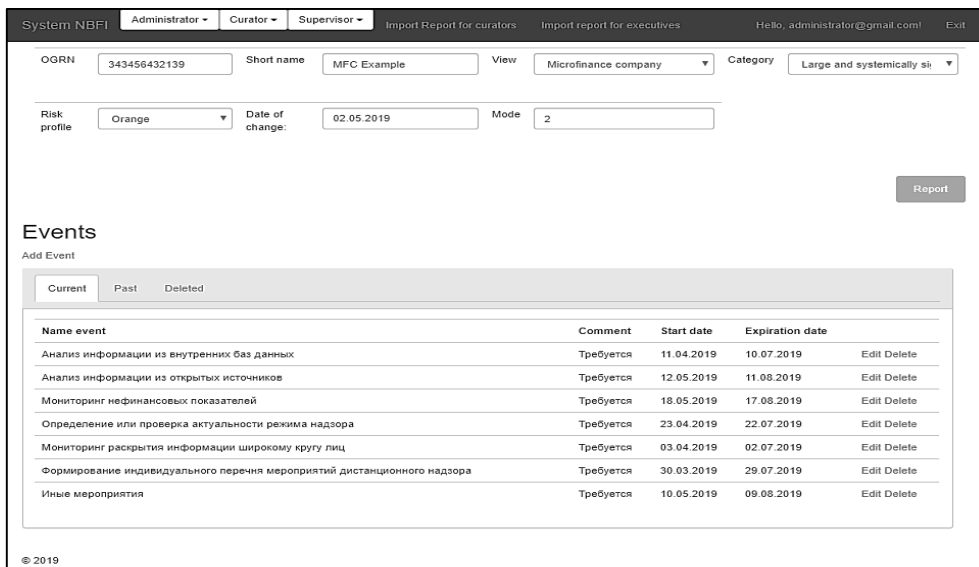 System NBFI Administrator Curator Supervisor Import Report for curators Import report for executives Hello, administrator@gmail.com! Exit
OGRN 343456432139 Short name MFC Example View Microfinance company Category Large and systemically si
Risk profile Orange Date of change: 02.05.2019 Mode 2
Report
Events
Add Event
Current Past Deleted
Name event Comment Start date Expiration date
Анализ информации из внутренних баз данных Требуется 11.04.2019 10.07.2019 Edit Delete
Анализ информации из открытых источников Требуется 12.05.2019 11.08.2019 Edit Delete
Мониторинг нефинансовых показателей Требуется 18.05.2019 17.08.2019 Edit Delete
Определение или проверка актуальности режима надзора Требуется 23.04.2019 22.07.2019 Edit Delete
Мониторинг раскрытия информации широкому кругу лиц Требуется 03.04.2019 02.07.2019 Edit Delete
Формирование индивидуального перечня мероприятий дистанционного надзора Требуется 30.03.2019 29.07.2019 Edit Delete
Иные мероприятия Требуется 10.05.2019 09.08.2019 Edit Delete
© 2019